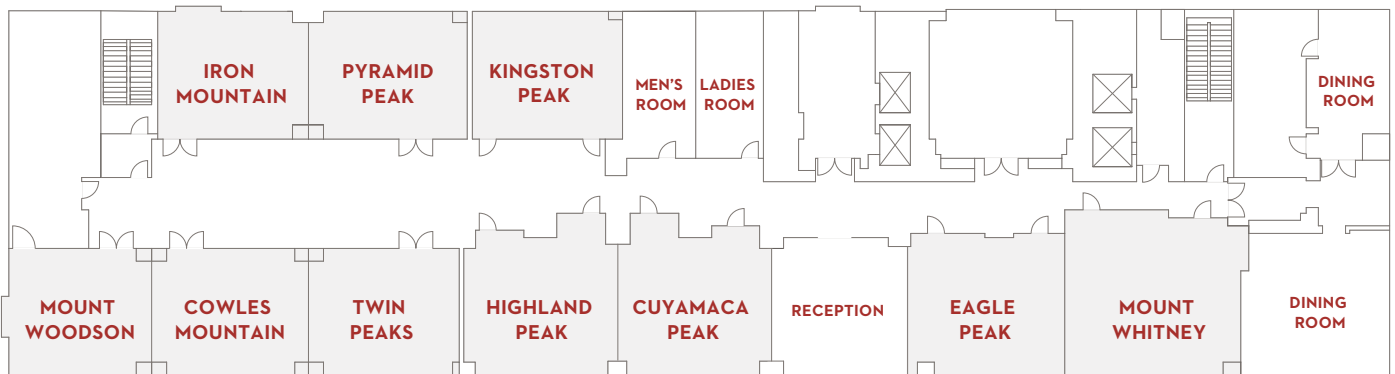 IRON
MOUNTAIN
PYRAMID
PEAK
KINGSTON
PEAK
MEN'S
ROOM
LADIES
ROOM
DINING
ROOM
MOUNT
WOODSON
COWLES
MOUNTAIN
TWIN
PEAKS
HIGHLAND
PEAK
CUYAMACA
PEAK
RECEPTION
EAGLE
PEAK
MOUNT
WHITNEY
DINING
ROOM